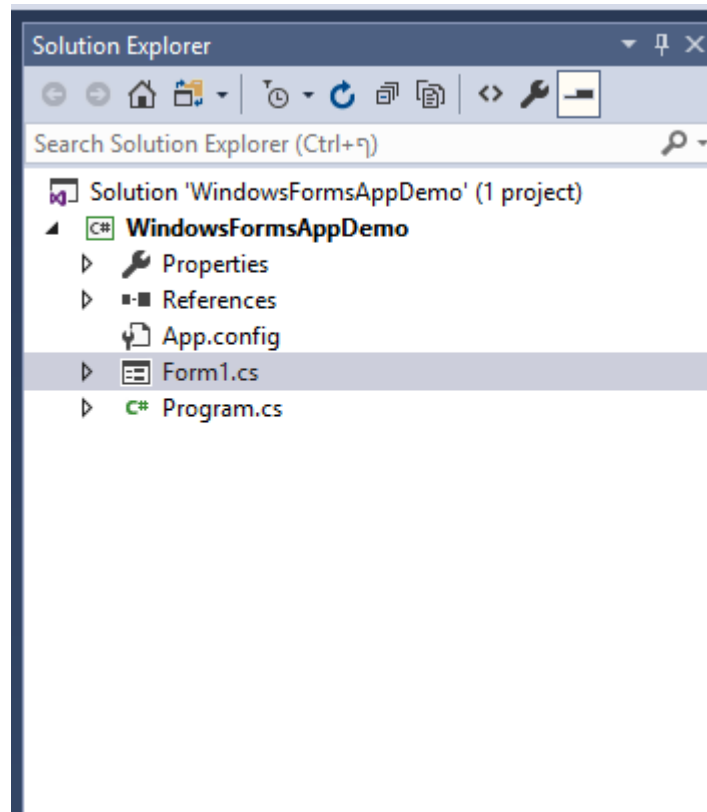 Solution Explorer
Search Solution Explorer (Ctrl+ף)
Solution 'WindowsFormsAppDemo' (1 project)
C# WindowsFormsAppDemo
Properties
References
App.config
Form1.cs
C# Program.cs